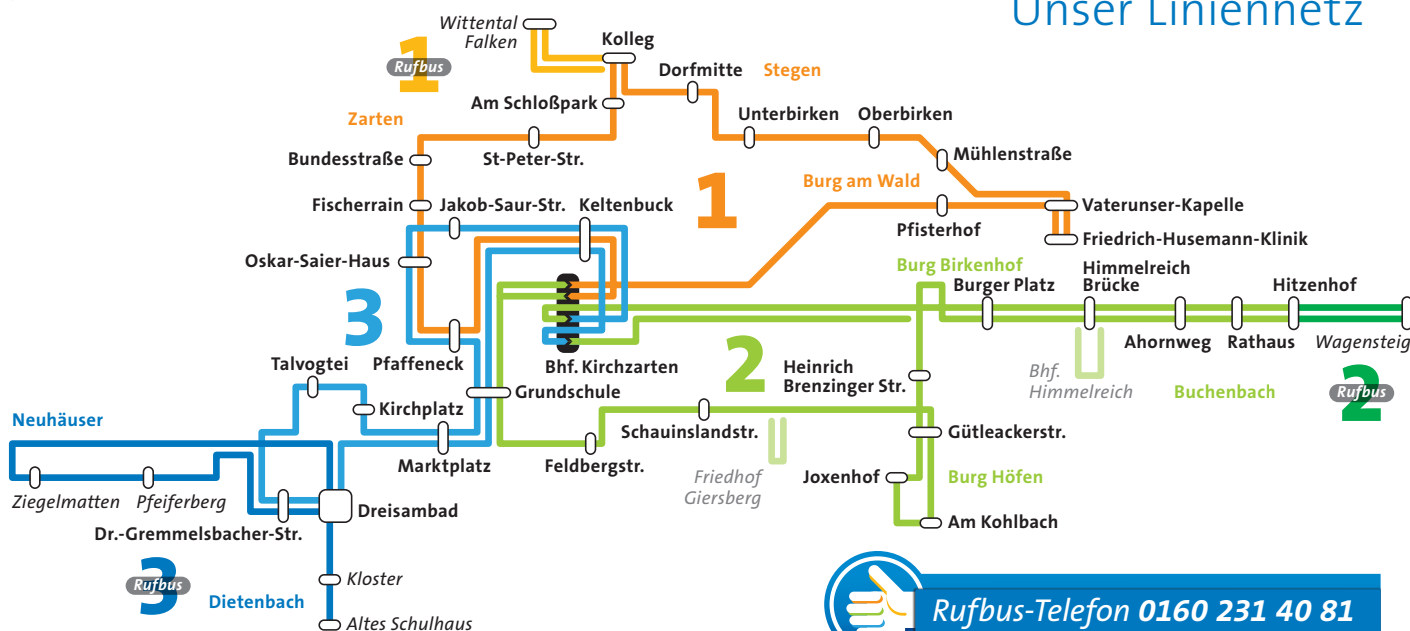 Unser Liniennetz
Wittental
Falken
Kolleg
1
Rufbus
Dorfmitte
Stegen
Am Schloßpark
Unterbirken
Oberbirken
Zarten
Bundesstraße
St-Peter-Str.
Mühlenstraße
1
Burg am Wald
Fischerrain
Jakob-Saur-Str.
Keltenbuck
Vaterunser-Kapelle
Pfisterhof
Friedrich-Husemann-Klinik
Oskar-Saier-Haus
Burg Birkenhof
Himmelreich
Brücke
Burger Platz
Hitzenhof
3
Pfaffeneck
Ahornweg
Rathaus
Wagensteig
Talvogtei
Bhf. Kirchzarten
2
Heinrich
Brenzinger Str.
Bhf.
Himmelreich
Buchenbach
2
Rufbus
Grundschule
Kirchplatz
Neuhäuser
Schauinslandstr.
Gütleackerstr.
Marktplatz
Feldbergstr.
Friedhof
Giersberg
Joxenhof
Burg Höfen
Ziegelmatten
Pfeiferberg
Dreisambad
Am Kohlbach
Dr.-Gremmelsbacher-Str.
3
Rufbus
Kloster
Dietenbach
Altes Schulhaus
Rufbus-Telefon 0160 231 40 81